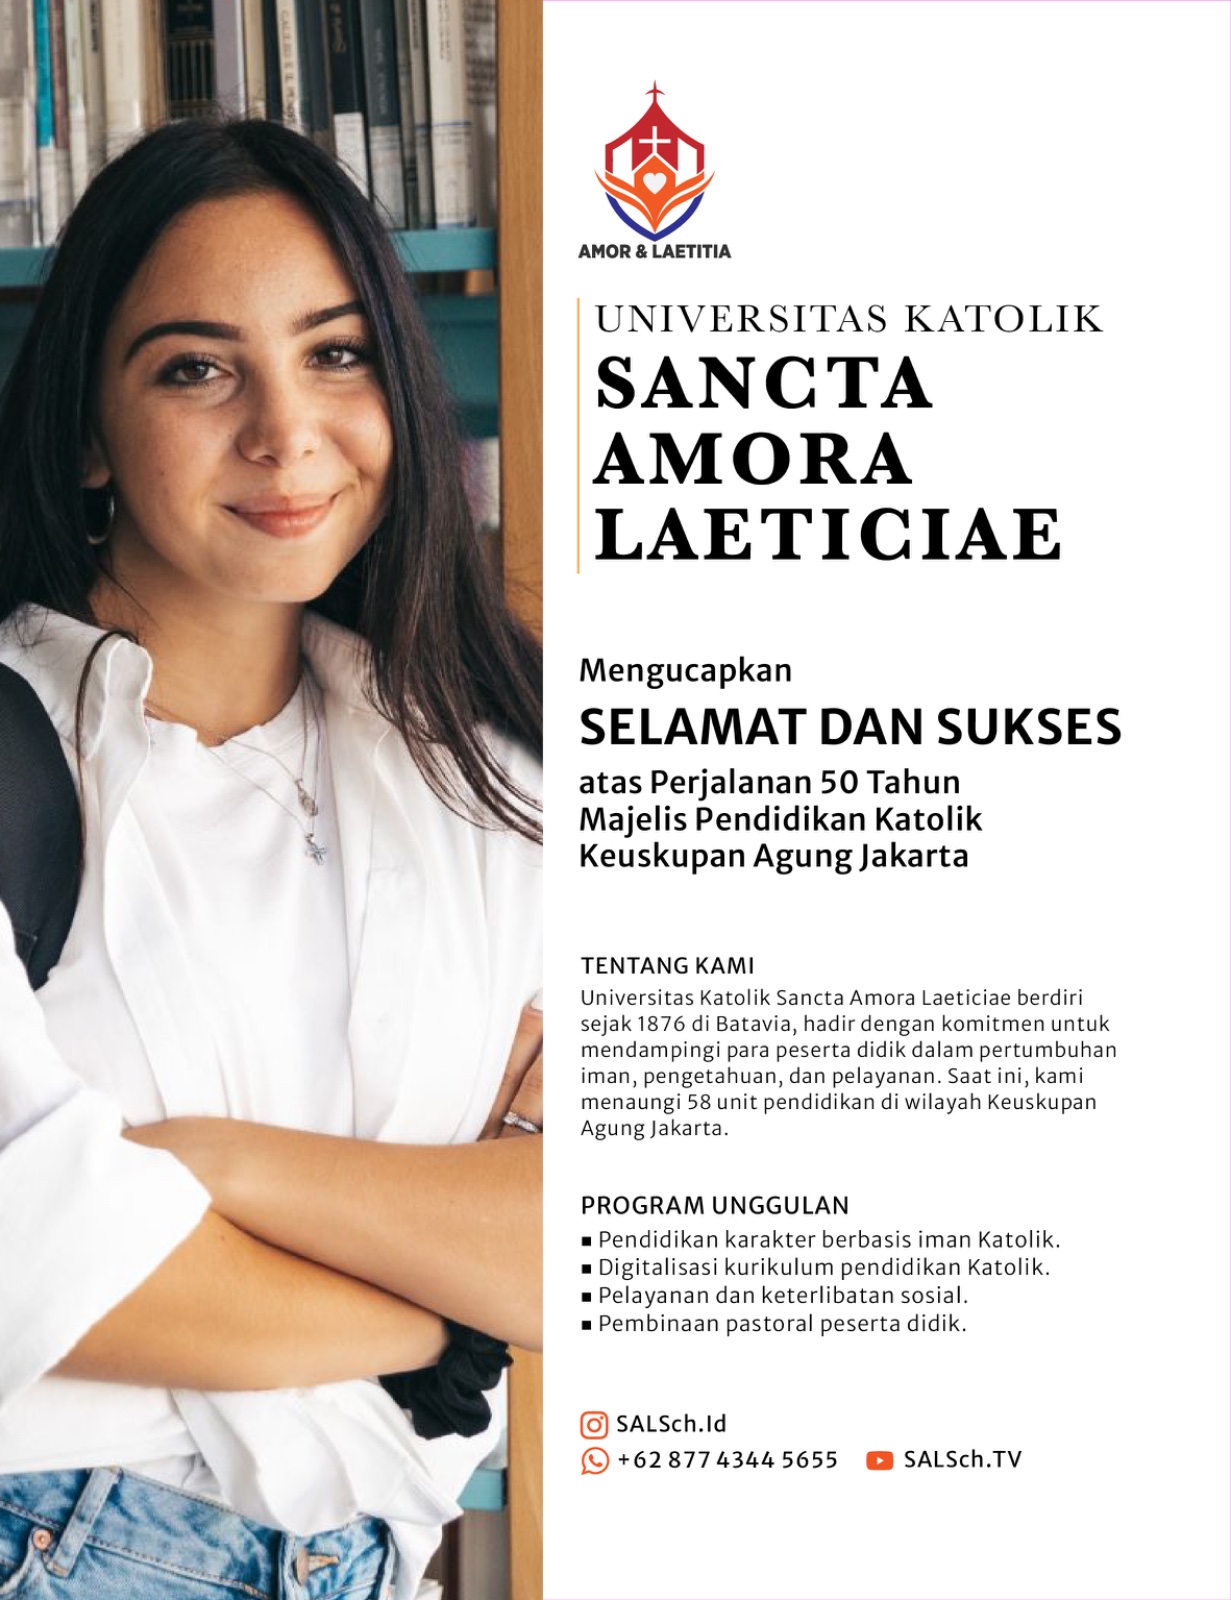 AMOR & LAETITIA
UNIVERSITAS KATOLIK
SANCTA
AMORA
LAETICIAE
Mengucapkan
SELAMAT DAN SUKSES
atas Perjalanan 50 Tahun
Majelis Pendidikan Katolik
Keuskupan Agung Jakarta
TENTANG KAMI
Universitas Katolik Sancta Amora Laeticiae berdiri
sejak 1876 di Batavia, hadir dengan komitmen untuk
mendampingi para peserta didik dalam pertumbuhan
iman, pengetahuan, dan pelayanan. Saat ini, kami
menaungi 58 unit pendidikan di wilayah Keuskupan
Agung Jakarta.
PROGRAM UNGGULAN
▪ Pendidikan karakter berbasis iman Katolik.
▪ Digitalisasi kurikulum pendidikan Katolik.
▪ Pelayanan dan keterlibatan sosial.
▪ Pembinaan pastoral peserta didik.
SALSch.Id
+62 877 4344 5655 SALSch.TV